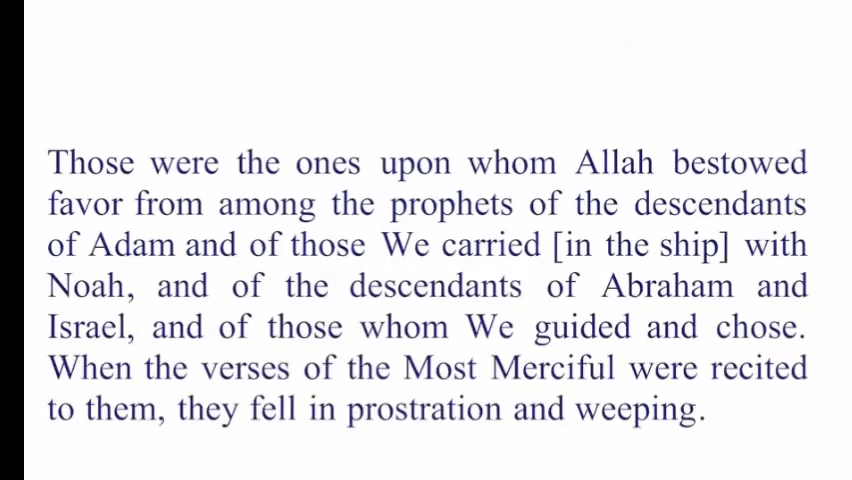 Those were the ones upon whom Allah bestowed
favor from among the prophets of the descendants
of Adam and of those We carried [in the ship] with
Noah, and of the descendants of Abraham and
Israel, and of those whom We guided and chose.
When the verses of the Most Merciful were recited
to them, they fell in prostration and weeping.